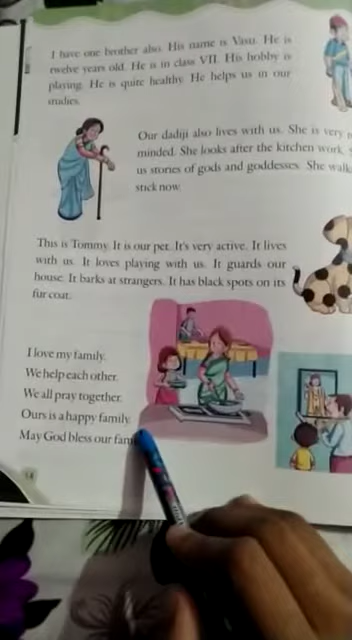 I have one brother also. His name is Vasu. He is
twelve years old. He is in class VII. His hobby is
playing. He is quite healthy. He helps us in our
studies.
Our dadiji also lives with us. She is very
minded. She looks after the kitchen work.
us stories of gods and goddesses. She walk
stick now.
This is Tommy. It is our pet. It's very active. It lives
with us. It loves playing with us. It guards our
house. It barks at strangers. It has black spots on its
fur coat.
I love my family.
We help each other.
We all pray together.
Ours is a happy family.
May God bless our fam
14